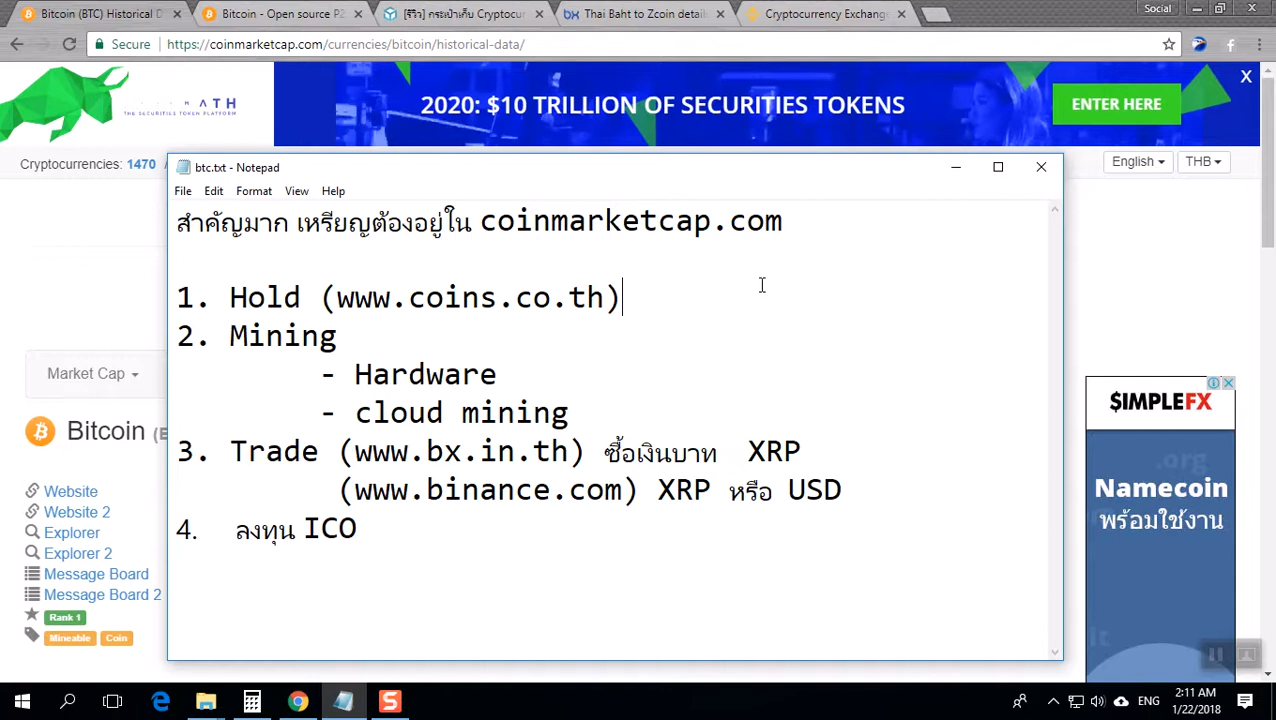 Bitcoin (BTC) Historical D
Bitcoin - Open source P2
[รีวิว] กระเป๋าเก็บ Cryptocur
Thai Baht to Zcoin detail
Cryptocurrency Exchange
Social
Secure
https://coinmarketcap.com/currencies/bitcoin/historical-data/
THE SECURITIES TOKEN PLATFORM
2020: $10 TRILLION OF SECURITIES TOKENS
ENTER HERE
X
Cryptocurrencies: 1470 /
English
THB
btc.txt - Notepad
File Edit Format View Help
สำคัญมาก เหรียญต้องอยู่ใน coinmarketcap.com
1. Hold (www.coins.co.th)
2. Mining
- Hardware
- cloud mining
3. Trade (www.bx.in.th) ซื้อเงินบาท XRP
(www.binance.com) XRP หรือ USD
4. ลงทุน ICO
Market Cap
Bitcoin
Website
Website 2
Explorer
Explorer 2
Message Board
Message Board 2
Rank 1
Mineable Coin
$IMPLEFX
.org
Namecoin
พร้อมใช้งาน
ENG
2:11 AM
1/22/2018